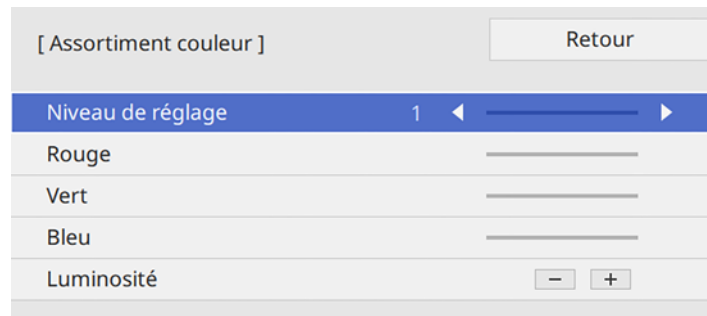 [ Assortiment couleur ] Retour
Niveau de réglage 1
Rouge
Vert
Bleu
Luminosité − +